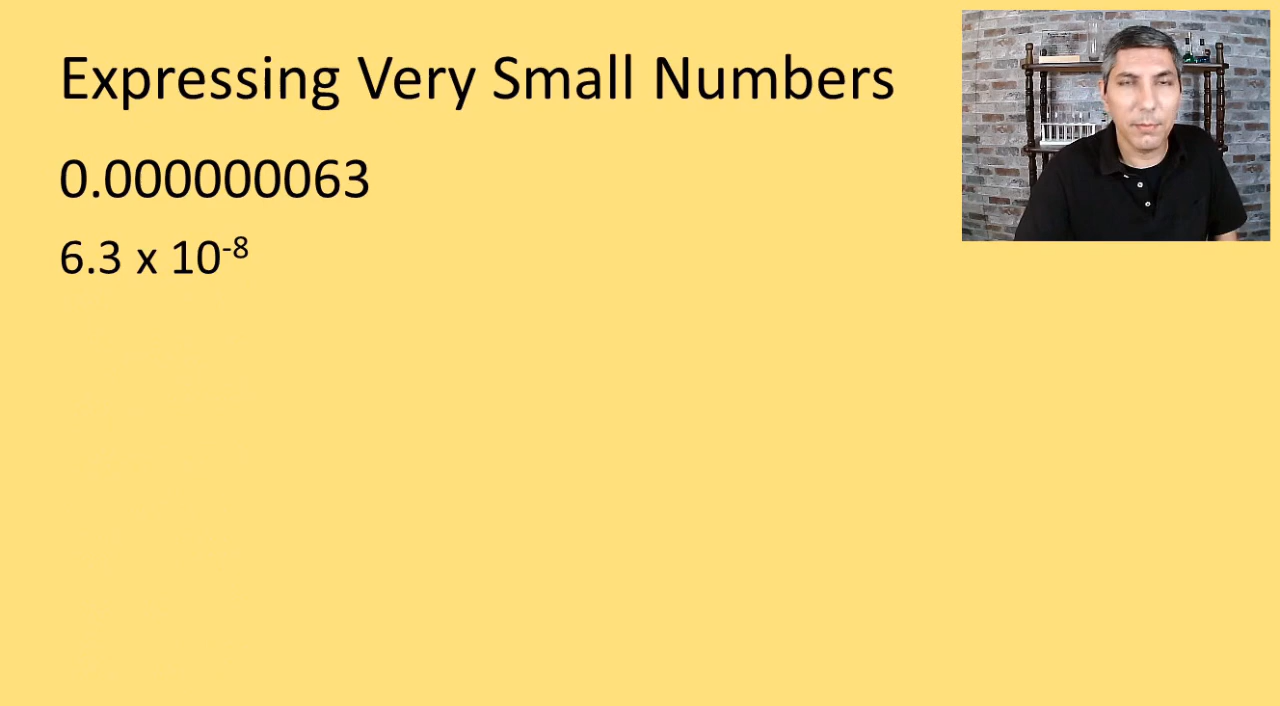 Expressing Very Small Numbers
0.000000063
6.3 x 10⁻⁸